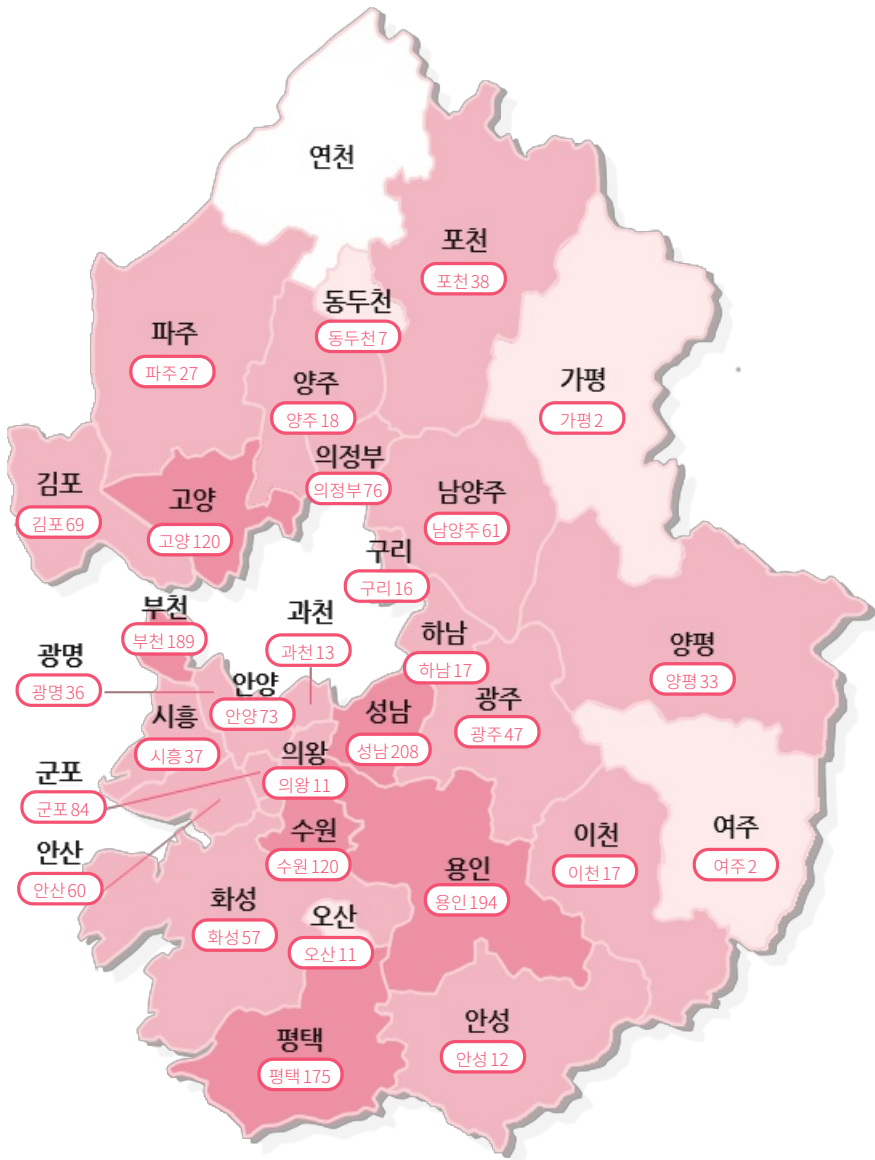 연천
포천
포천 38
동두천
동두천 7
파주
파주 27
양주
양주 18
가평
가평 2
의정부
의정부 76
김포
김포 69
고양
고양 120
남양주
남양주 61
구리
구리 16
부천
부천 189
과천
과천 13
하남
하남 17
양평
양평 33
광명
광명 36
안양
안양 73
시흥
시흥 37
성남
성남 208
광주
광주 47
의왕
의왕 11
군포
군포 84
수원
수원 120
이천
이천 17
여주
여주 2
안산
안산 60
용인
용인 194
화성
화성 57
오산
오산 11
안성
안성 12
평택
평택 175